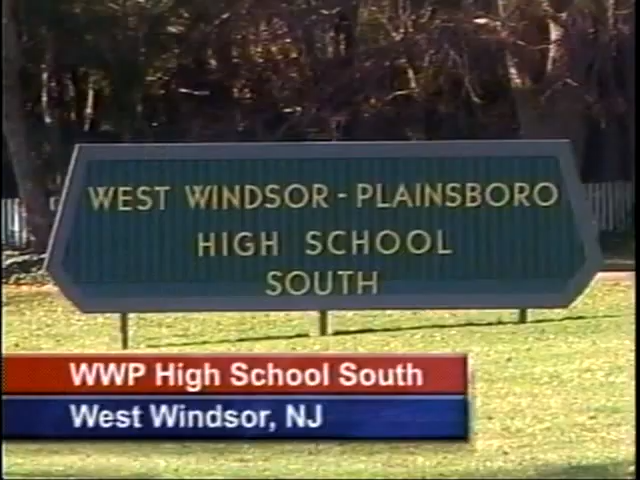 WEST WINDSOR - PLAINSBORO
HIGH SCHOOL
SOUTH
WWP High School South
West Windsor, NJ